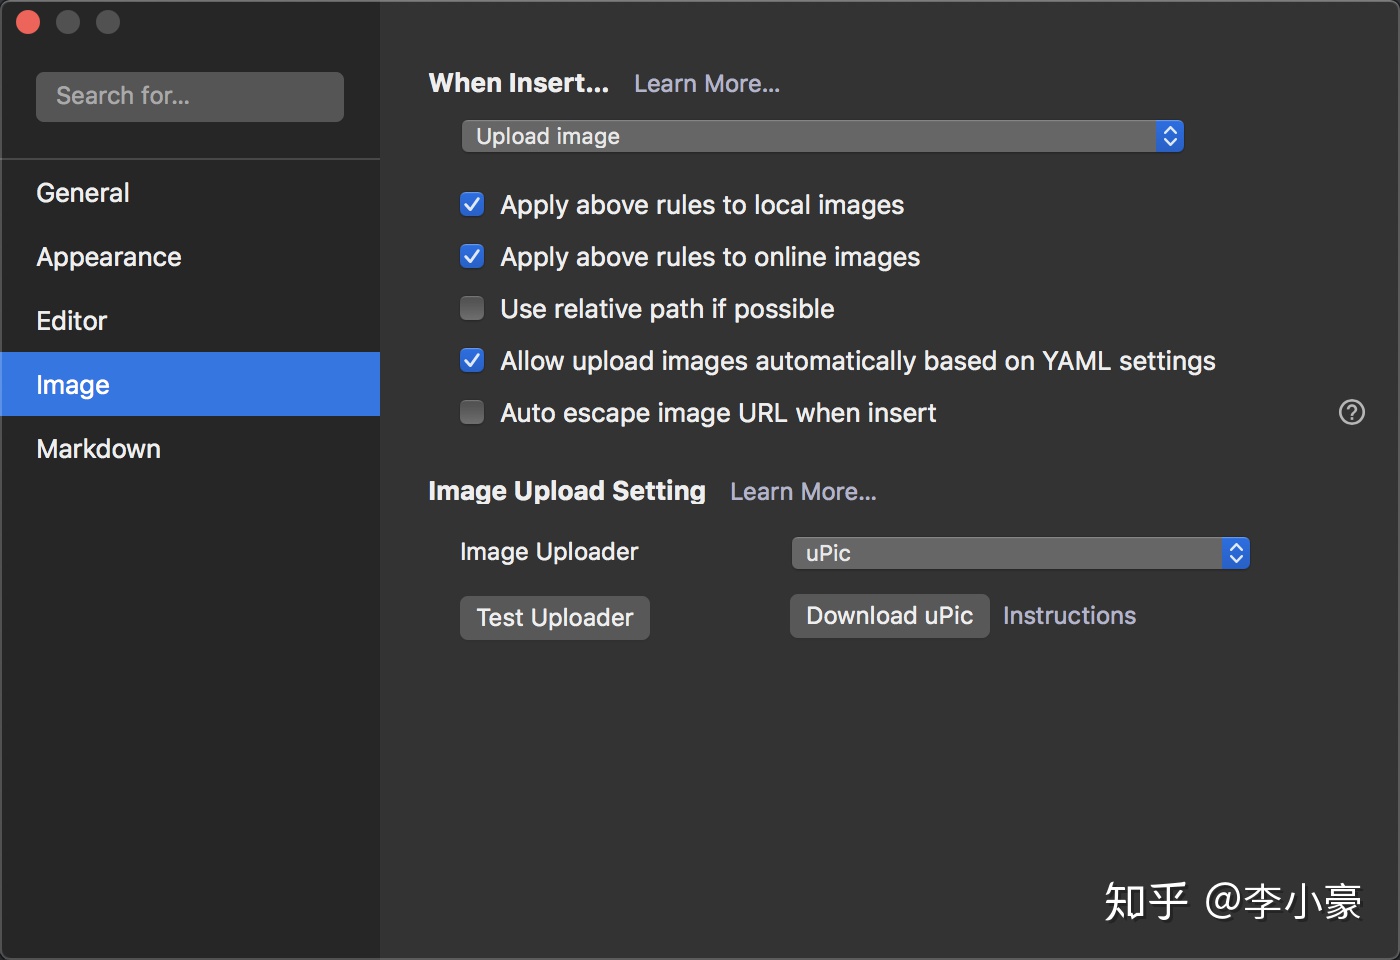 Search for...
General
Appearance
Editor
Image
Markdown
When Insert... Learn More...
Upload image
Apply above rules to local images
Apply above rules to online images
Use relative path if possible
Allow upload images automatically based on YAML settings
Auto escape image URL when insert
?
Image Upload Setting Learn More...
Image Uploader uPic
Test Uploader Download uPic Instructions
知乎 @李小豪